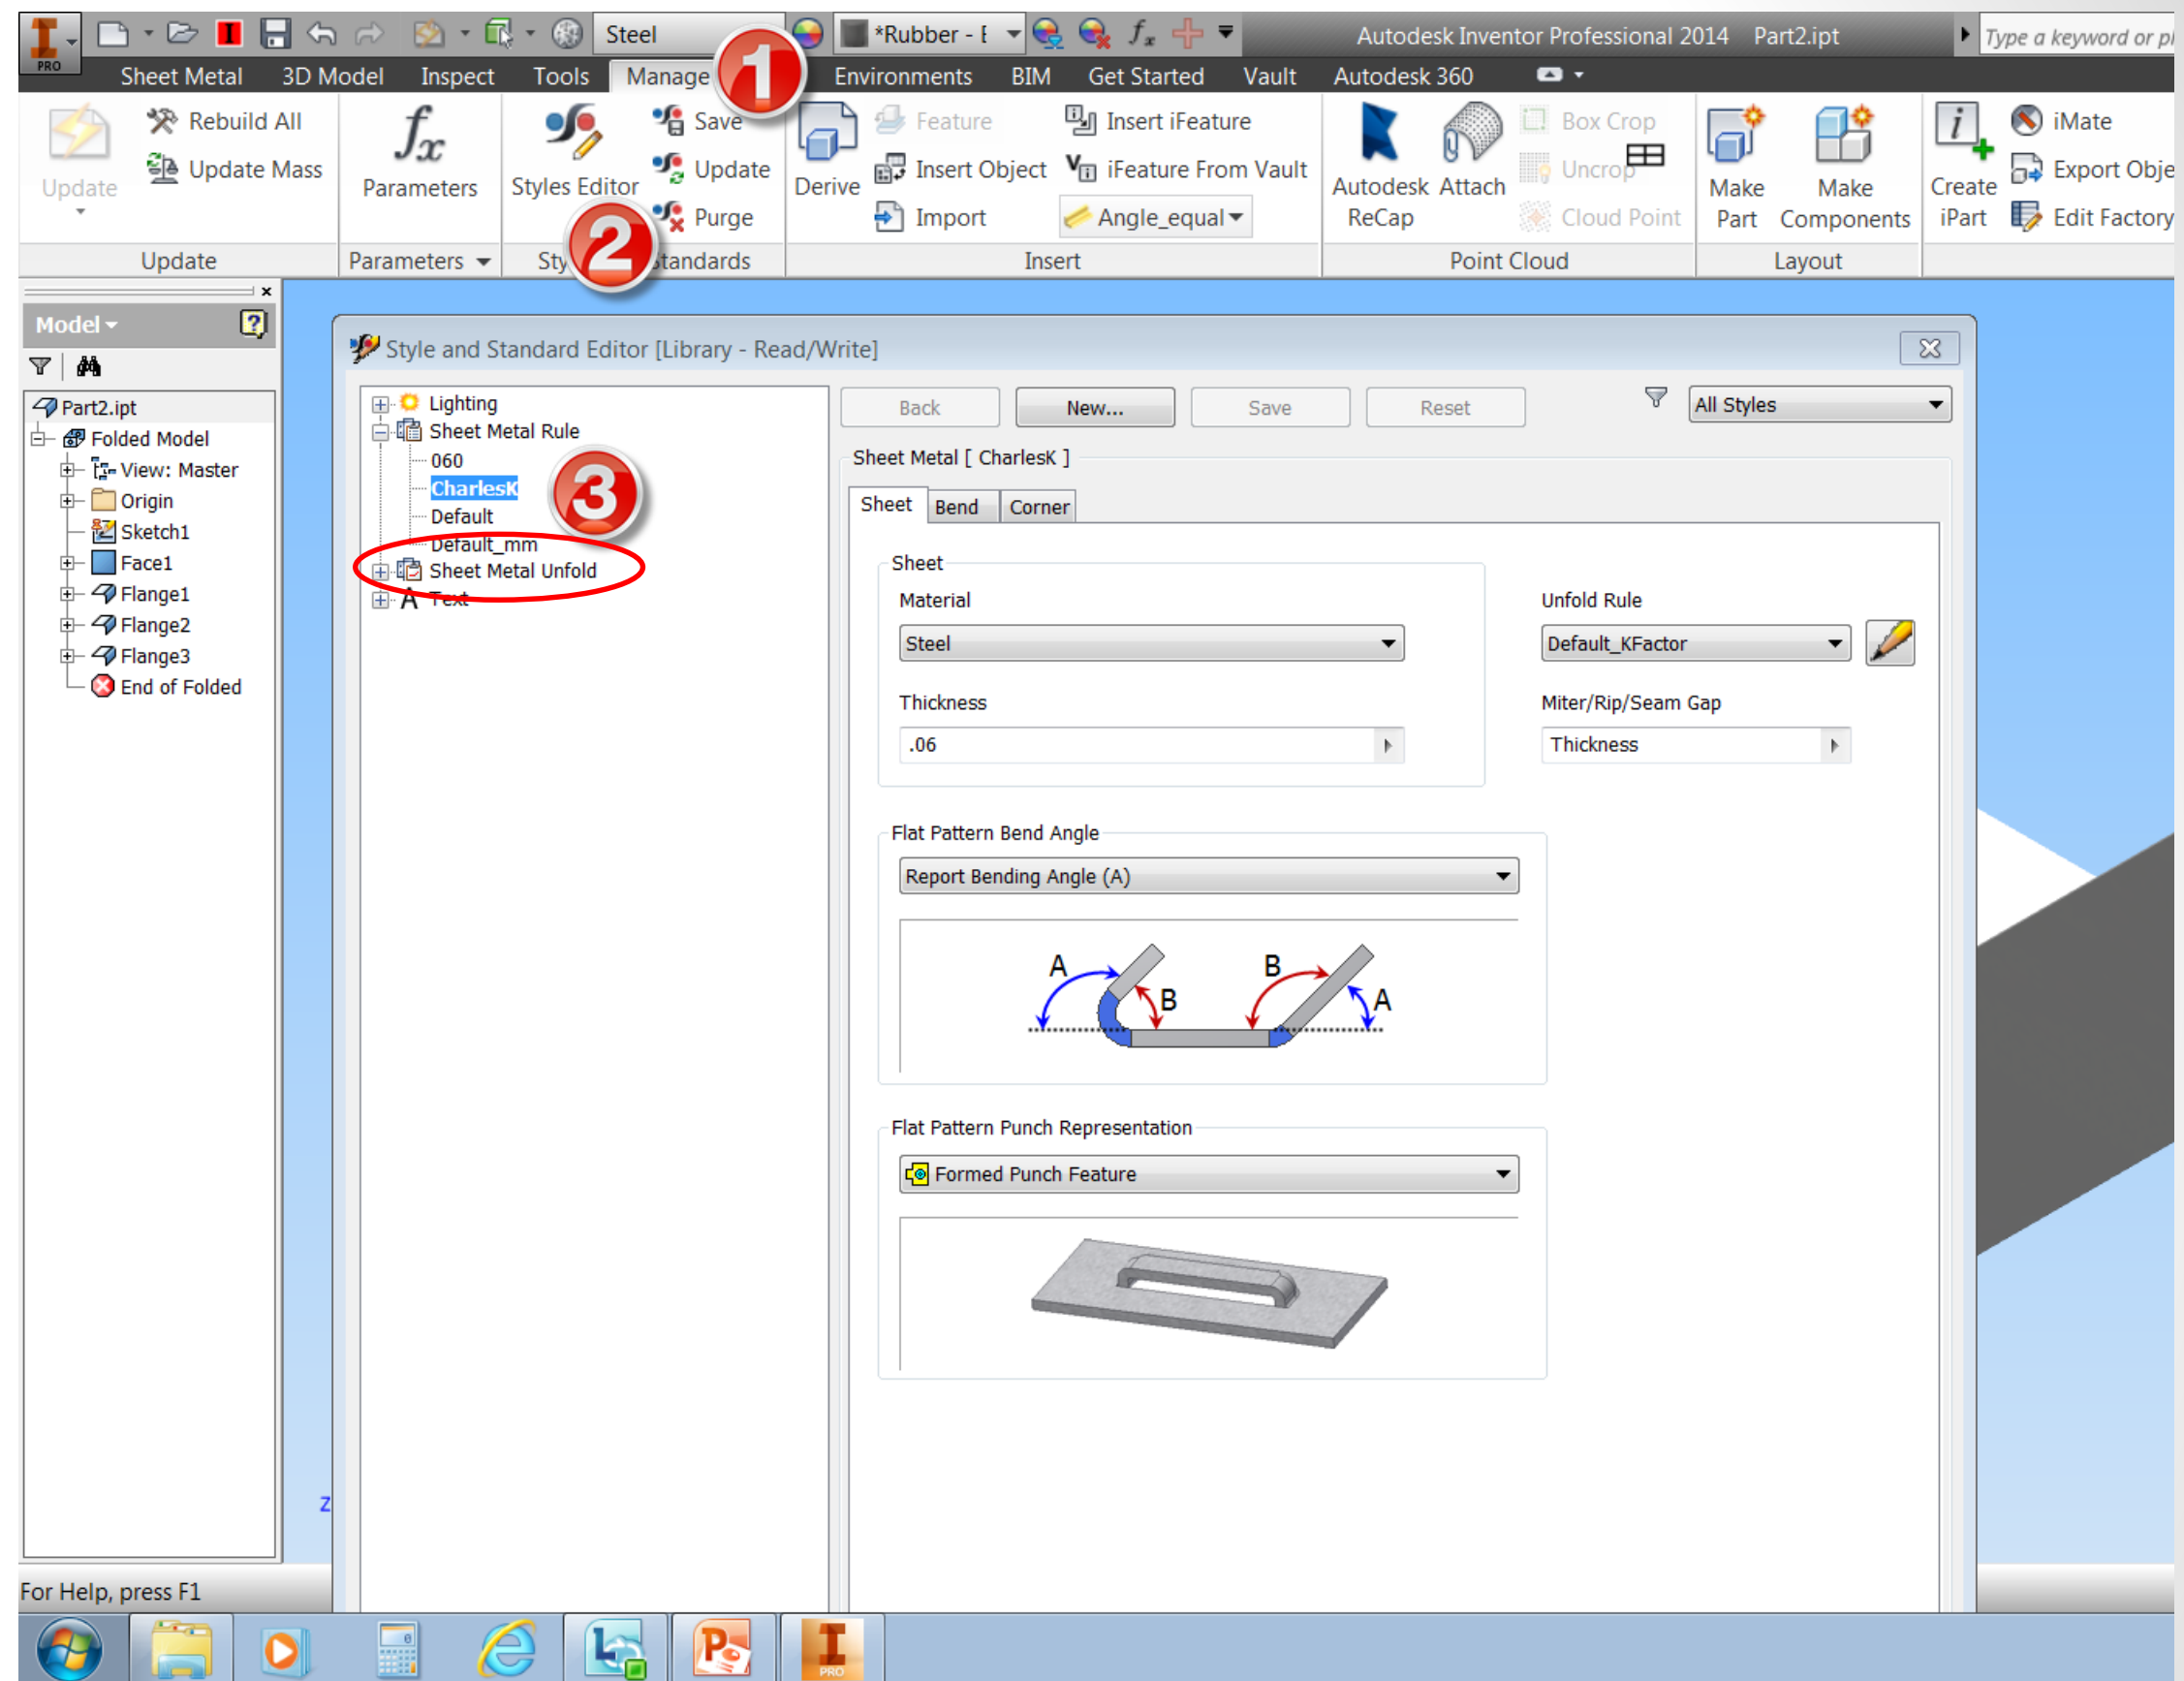 Steel
*Rubber - E
Autodesk Inventor Professional 2014 Part2.ipt
Type a keyword or
PRO
Sheet Metal 3D Model Inspect Tools Manage Environments BIM Get Started Vault Autodesk 360
1
Update
Rebuild All
Update Mass
Parameters
Styles Editor
Save
Update
Purge
Derive
Feature
Insert Object
Import
Insert iFeature
iFeature From Vault
Angle_equal
Autodesk ReCap
Attach
Box Crop
Uncrop
Cloud Point
Make Part
Make Components
Create iPart
iMate
Export Obje
Edit Factory
2
Update Parameters Standards Insert Point Cloud Layout
Model
Part2.ipt
Folded Model
View: Master
Origin
Sketch1
Face1
Flange1
Flange2
Flange3
End of Folded
Style and Standard Editor [Library - Read/Write]
Lighting
Sheet Metal Rule
060
CharlesK
Default
Default_mm
Sheet Metal Unfold
Text
3
Back New... Save Reset All Styles
Sheet Metal [ CharlesK ]
Sheet Bend Corner
Sheet
Material
Steel
Thickness
.06
Unfold Rule
Default_KFactor
Miter/Rip/Seam Gap
Thickness
Flat Pattern Bend Angle
Report Bending Angle (A)
A B B A
Flat Pattern Punch Representation
Formed Punch Feature
Z
For Help, press F1
PRO